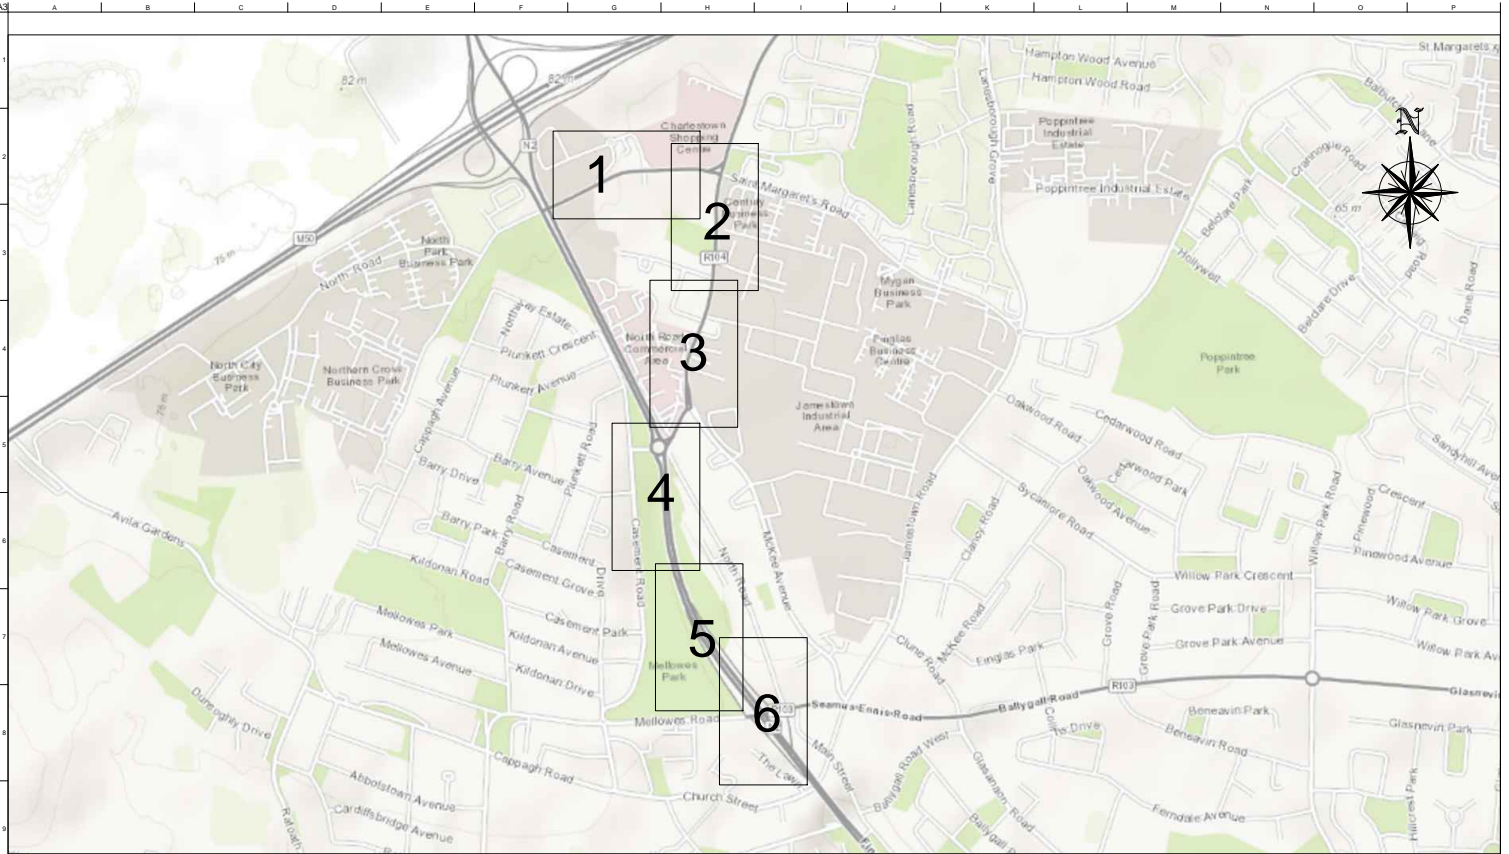 A3
A B C D E F G H I J K L M N O P
1
2
3
4
5
6
7
8
9
St Margaret's
Hampton Wood Avenue
Hampton Wood Road
82 m
82 m
Lanesborough Grove
Lanesborough Road
N
Charlestown
Shopping
Centre
Poppintree
Industrial
Estate
N2
1
Crannogue Road
Saint Margaret's Road
Poppintree Industrial Estate
Belclare Park
65 m
Century
Business
Park
2
M50
75 m
North
Park
Business Park
North Road
R104
Hollywell
Mygan
Business
Park
Belclare Drive
Dane Road
Northway Estate
Plunkett Crescent
North Road
Commercial
Area
3
Finglas
Business
Centre
Poppintree
Park
North City
Business
Park
Northern Cross
Business Park
Plunkett Avenue
78 m
Cappagh Avenue
Jamestown
Industrial
Area
Oakwood Road
Cedarwood Road
Sandyhill Avenue
Plunkett Road
Barry Drive
Barry Avenue
Cedarwood Park
Oakwood Avenue
Sycamore Road
Willow Park Road
Pinewood
Crescent
Jamestown Road
4
Avila Gardens
Barry Park
Barry Road
Clancy Road
Casement
Drive
Casement Road
North Road
McKee Avenue
Pinewood Avenue
Kildonan Road
Casement Grove
Willow Park Crescent
Grove Road
Grove Park Road
Grove Park Drive
Willow Park Grove
Mellowes Park
Casement Park
Kildonan Avenue
5
Clune Road
McKee Road
Finglas Park
Grove Park Avenue
Willow Park Av
Mellowes Avenue
Kildonan Drive
Mellowes
Park
R103
Glasnevin
Dunsoghly Drive
Mellowes Road
6
R103
Seamus Ennis Road
Ballygall Road
Beneavin Park
Glasnevin Park
Beneavin Road
Main Street
Ballygall Road West
Cappagh Road
The Lawn
Glasanaon Road
Abbotstown Avenue
Church Street
Cardiffsbridge Avenue
Ferndale Avenue
Hillcrest Park